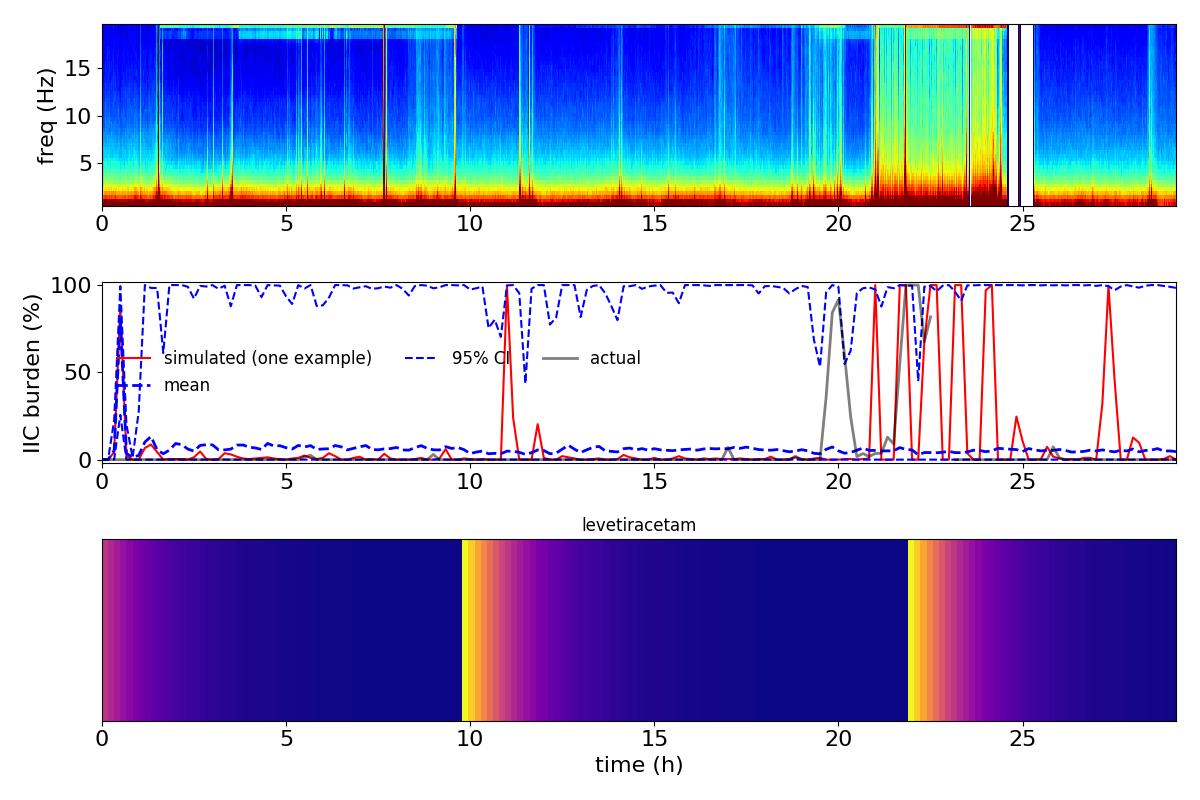 freq (Hz)
15
10
5
0 5 10 15 20 25
IIC burden (%)
100
50
0
simulated (one example) 95% CI actual
mean
0 5 10 15 20 25
levetiracetam
0 5 10 15 20 25
time (h)